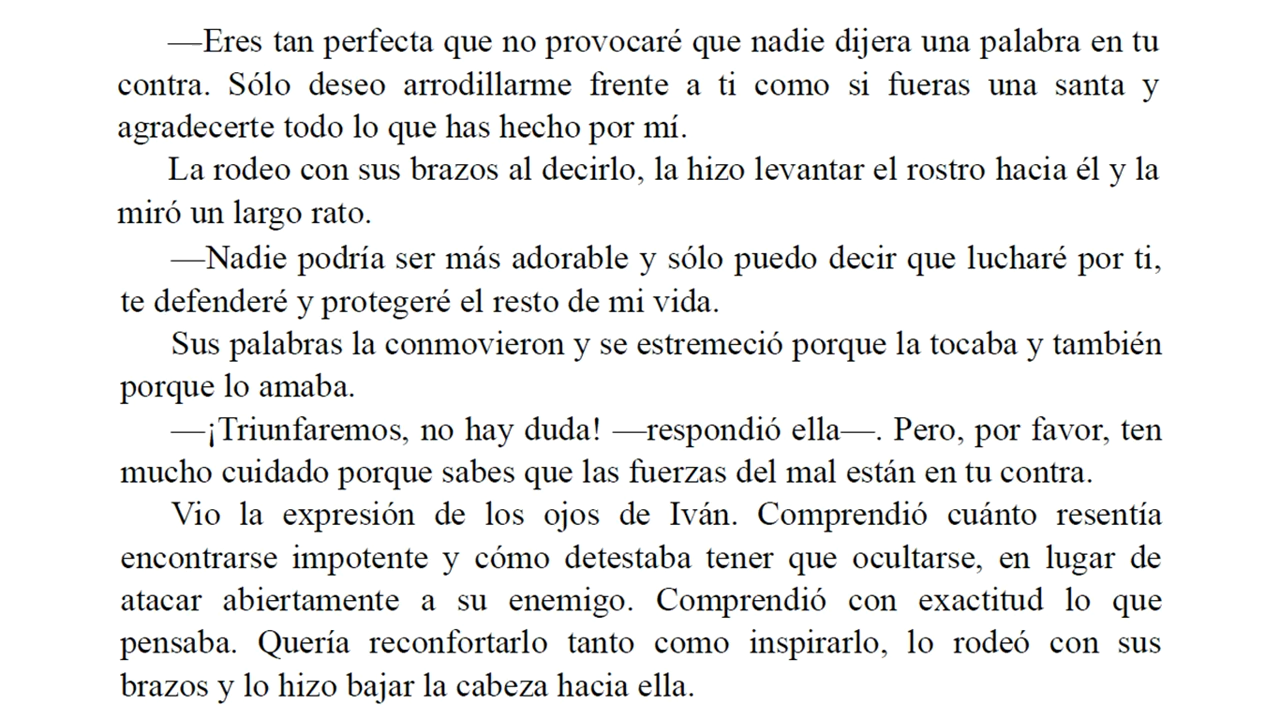 —Eres tan perfecta que no provocaré que nadie dijera una palabra en tu
contra. Sólo deseo arrodillarme frente a ti como si fueras una santa y
agradecerte todo lo que has hecho por mí.
La rodeo con sus brazos al decirlo, la hizo levantar el rostro hacia él y la
miró un largo rato.
—Nadie podría ser más adorable y sólo puedo decir que lucharé por ti,
te defenderé y protegeré el resto de mi vida.
Sus palabras la conmovieron y se estremeció porque la tocaba y también
porque lo amaba.
—¡Triunfaremos, no hay duda! —respondió ella—. Pero, por favor, ten
mucho cuidado porque sabes que las fuerzas del mal están en tu contra.
Vio la expresión de los ojos de Iván. Comprendió cuánto resentía
encontrarse impotente y cómo detestaba tener que ocultarse, en lugar de
atacar abiertamente a su enemigo. Comprendió con exactitud lo que
pensaba. Quería reconfortarlo tanto como inspirarlo, lo rodeó con sus
brazos y lo hizo bajar la cabeza hacia ella.